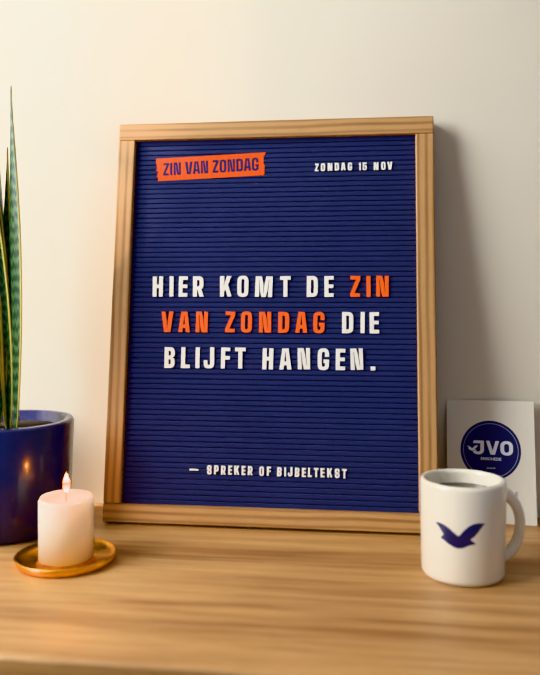 ZIN VAN ZONDAG
ZONDAG 15 NOV
HIER KOMT DE ZIN
VAN ZONDAG DIE
BLIJFT HANGEN.
— SPREKER OF BIJBELTEKST
JVO
ENSCHEDE